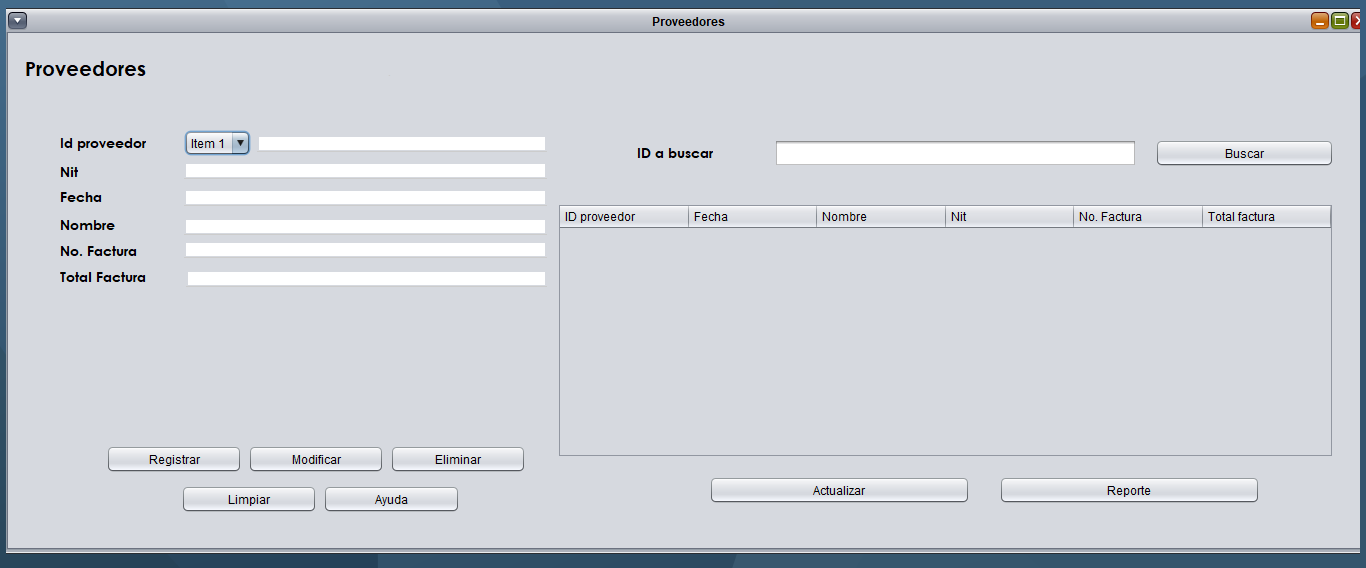 Proveedores
Proveedores
Id proveedor Item 1
Nit
Fecha
Nombre
No. Factura
Total Factura
ID a buscar Buscar
ID proveedor Fecha Nombre Nit No. Factura Total factura
Registrar Modificar Eliminar
Limpiar Ayuda
Actualizar Reporte